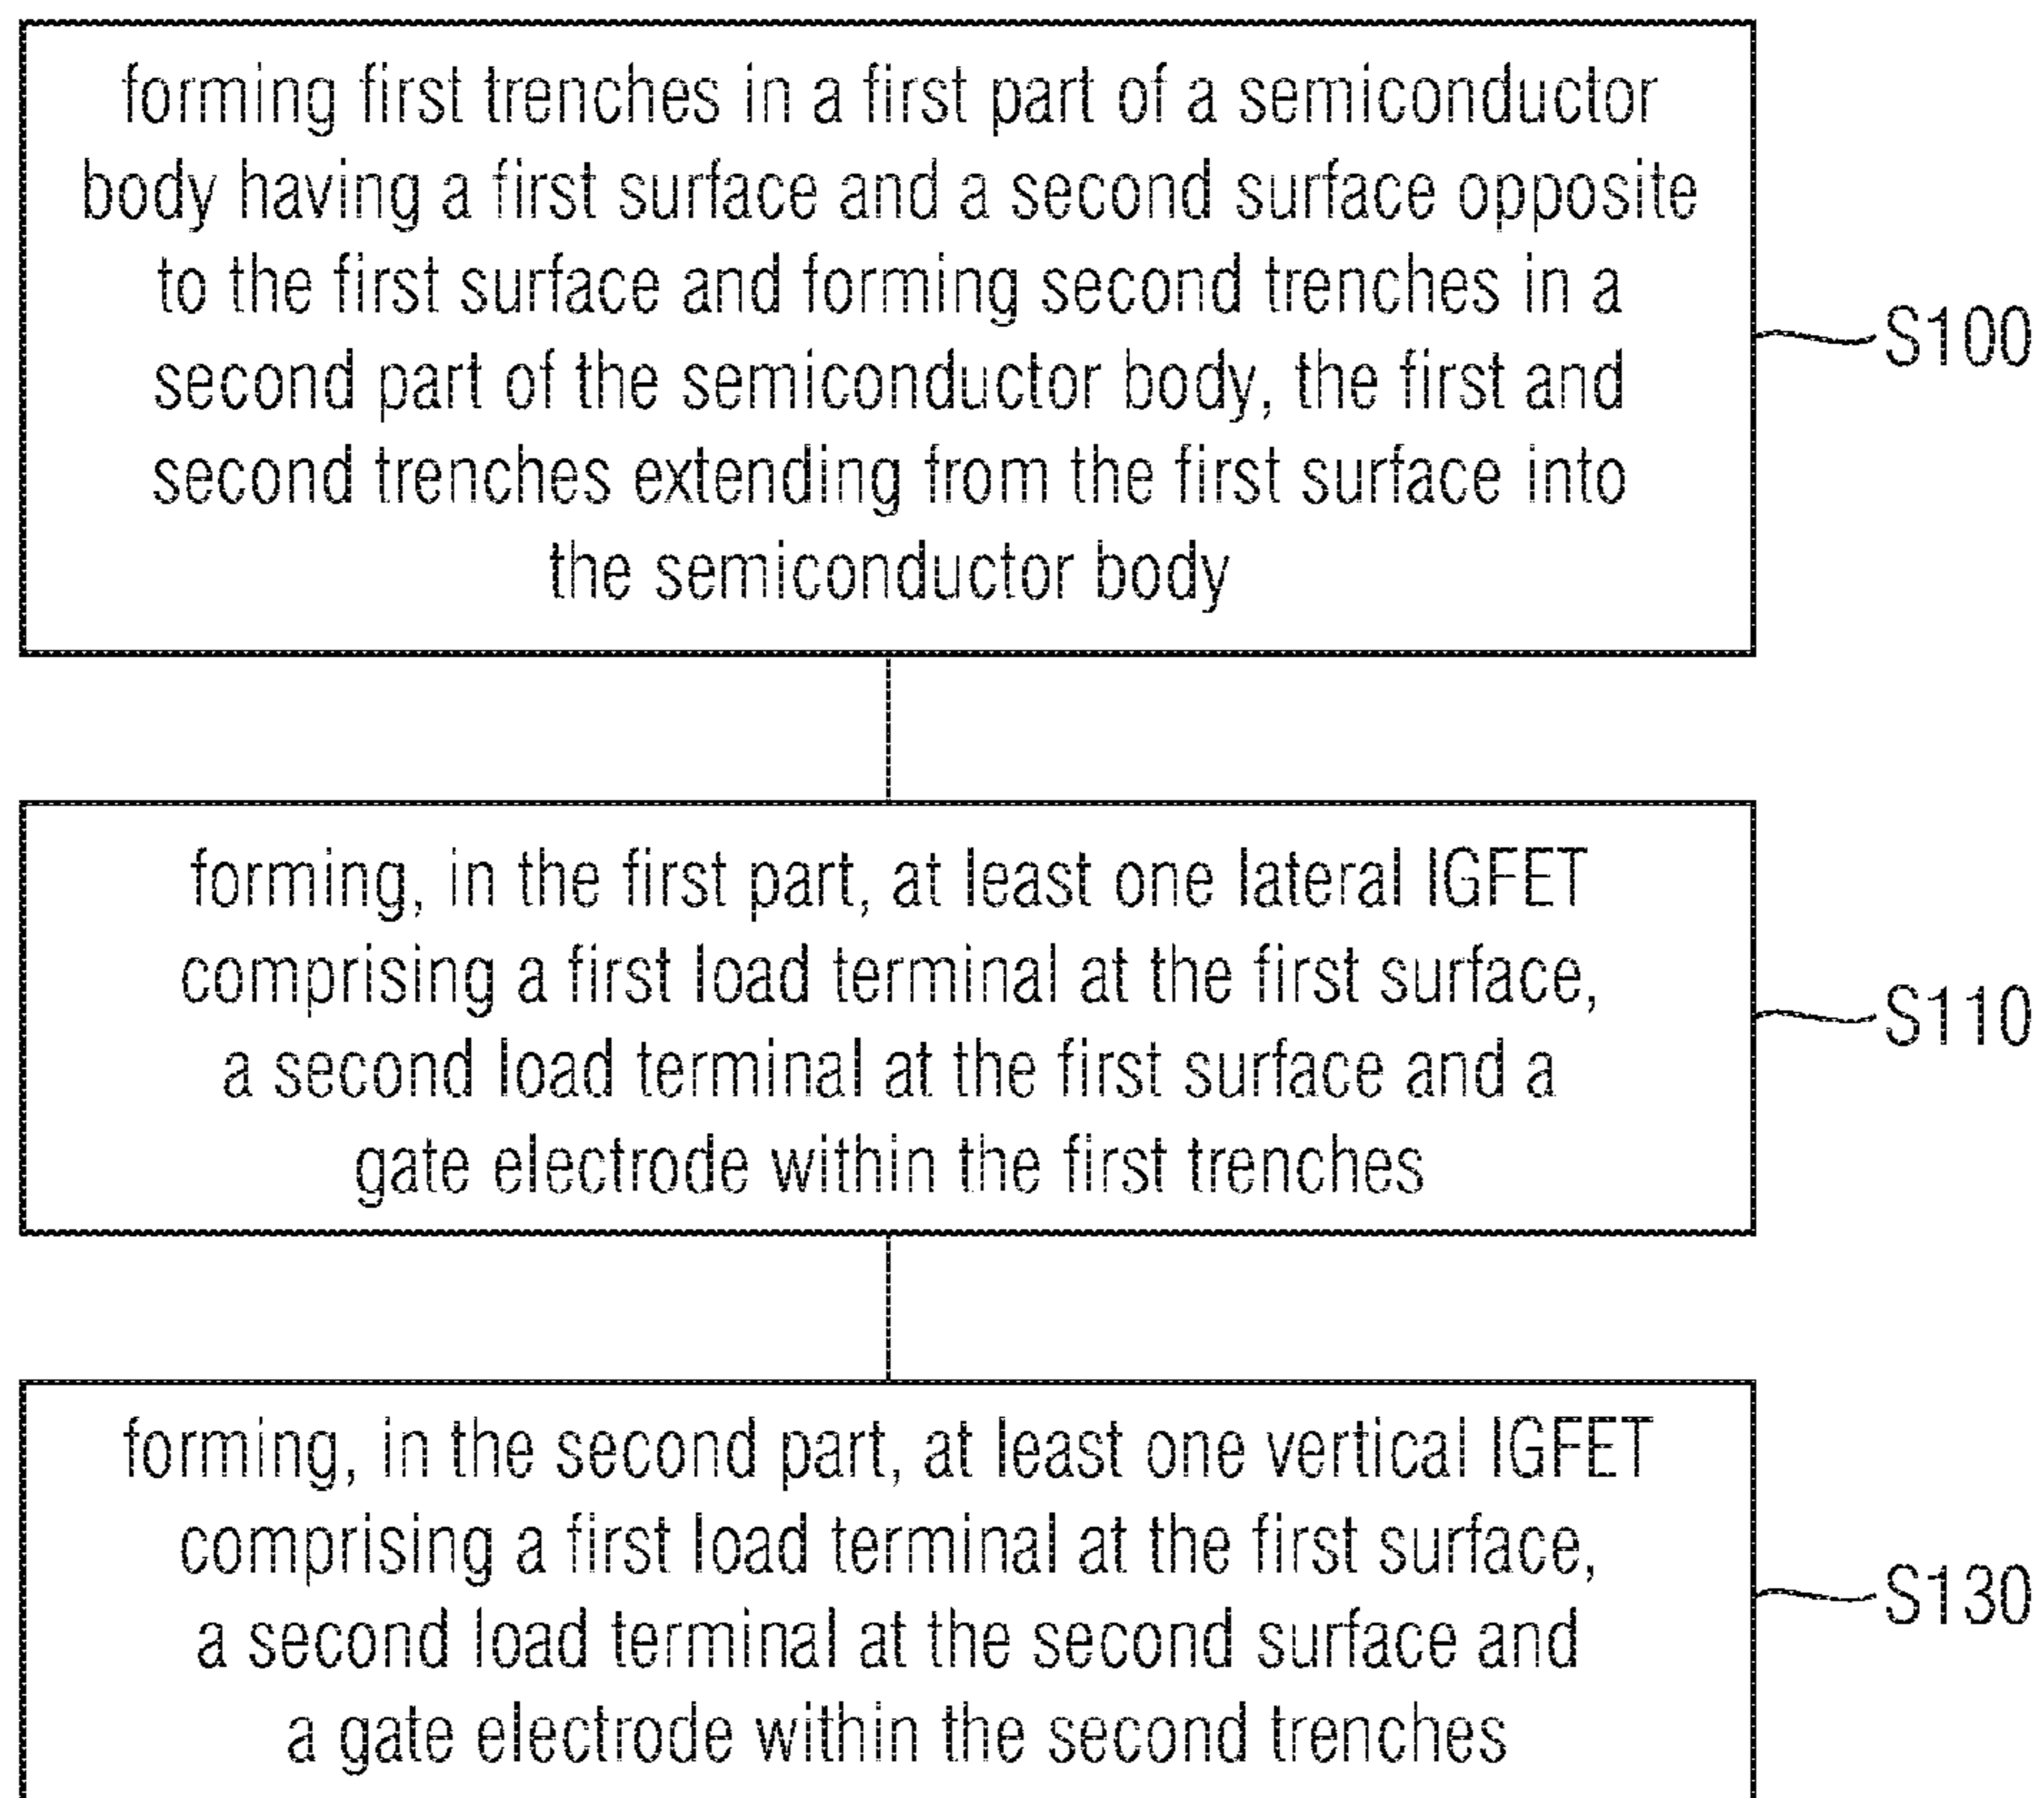 forming first trenches in a first part of a semiconductor
body having a first surface and a second surface opposite
to the first surface and forming second trenches in a
second part of the semiconductor body, the first and
second trenches extending from the first surface into
the semiconductor body
S100
forming, in the first part, at least one lateral IGFET
comprising a first load terminal at the first surface,
a second load terminal at the first surface and a
gate electrode within the first trenches
S110
forming, in the second part, at least one vertical IGFET
comprising a first load terminal at the first surface,
a second load terminal at the second surface and
a gate electrode within the second trenches
S130